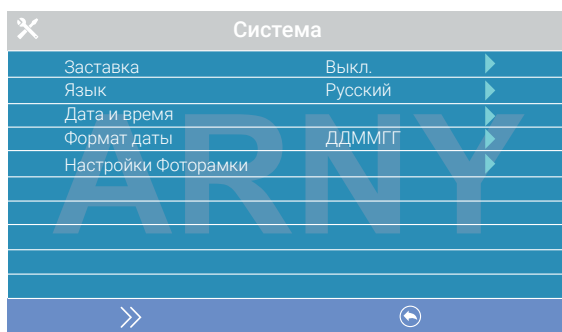 Система
Заставка Выкл.
Язык Русский
Дата и время
Формат даты ДДММГГ
Настройки Фоторамки
ARNY